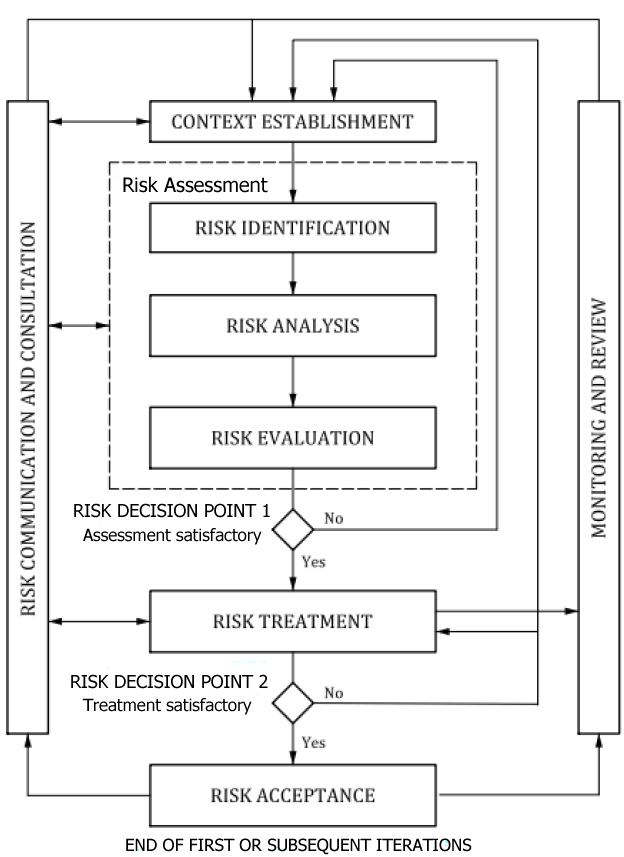 CONTEXT ESTABLISHMENT
Risk Assessment
RISK IDENTIFICATION
RISK ANALYSIS
RISK EVALUATION
RISK DECISION POINT 1
Assessment satisfactory
No
Yes
RISK TREATMENT
RISK DECISION POINT 2
Treatment satisfactory
No
Yes
RISK ACCEPTANCE
END OF FIRST OR SUBSEQUENT ITERATIONS
RISK COMMUNICATION AND CONSULTATION
MONITORING AND REVIEW